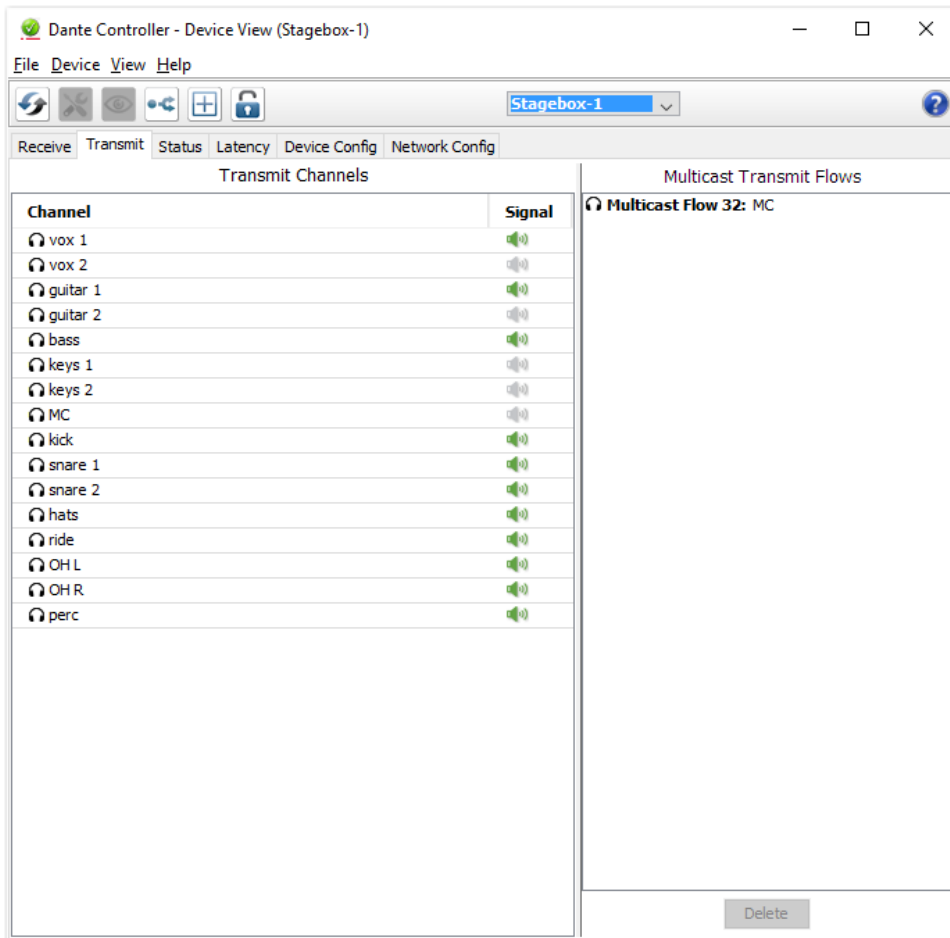 Dante Controller - Device View (Stagebox-1)
File Device View Help
Stagebox-1
Receive Transmit Status Latency Device Config Network Config
Transmit Channels
Channel Signal
vox 1
vox 2
guitar 1
guitar 2
bass
keys 1
keys 2
MC
kick
snare 1
snare 2
hats
ride
OH L
OH R
perc
Multicast Transmit Flows
Multicast Flow 32: MC
Delete